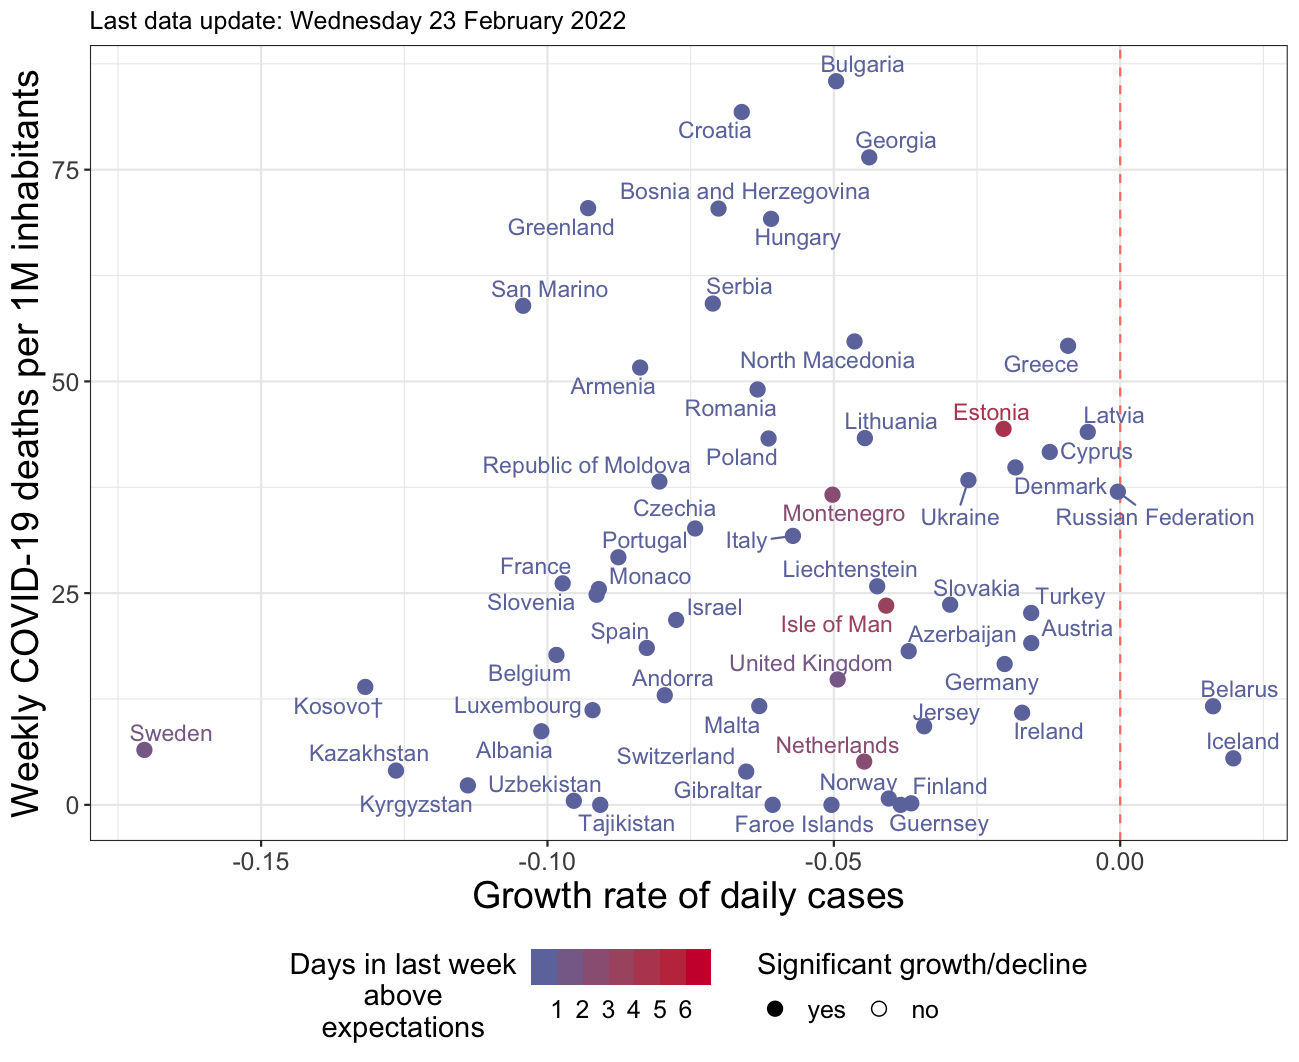 Last data update: Wednesday 23 February 2022
Weekly COVID-19 deaths per 1M inhabitants
75
50
25
0
Bulgaria
Croatia
Georgia
Bosnia and Herzegovina
Greenland
Hungary
San Marino
Serbia
North Macedonia
Greece
Armenia
Romania
Estonia
Latvia
Lithuania
Cyprus
Poland
Republic of Moldova
Denmark
Montenegro
Ukraine
Russian Federation
Czechia
Italy
Portugal
France
Monaco
Liechtenstein
Slovenia
Slovakia
Turkey
Israel
Isle of Man
Austria
Spain
Azerbaijan
United Kingdom
Belgium
Andorra
Germany
Belarus
Kosovo†
Luxembourg
Malta
Jersey
Ireland
Sweden
Albania
Netherlands
Iceland
Kazakhstan
Switzerland
Uzbekistan
Gibraltar
Norway
Finland
Kyrgyzstan
Tajikistan
Faroe Islands
Guernsey
-0.15
-0.10
-0.05
0.00
Growth rate of daily cases
Days in last week
above
expectations
1 2 3 4 5 6
Significant growth/decline
yes
no